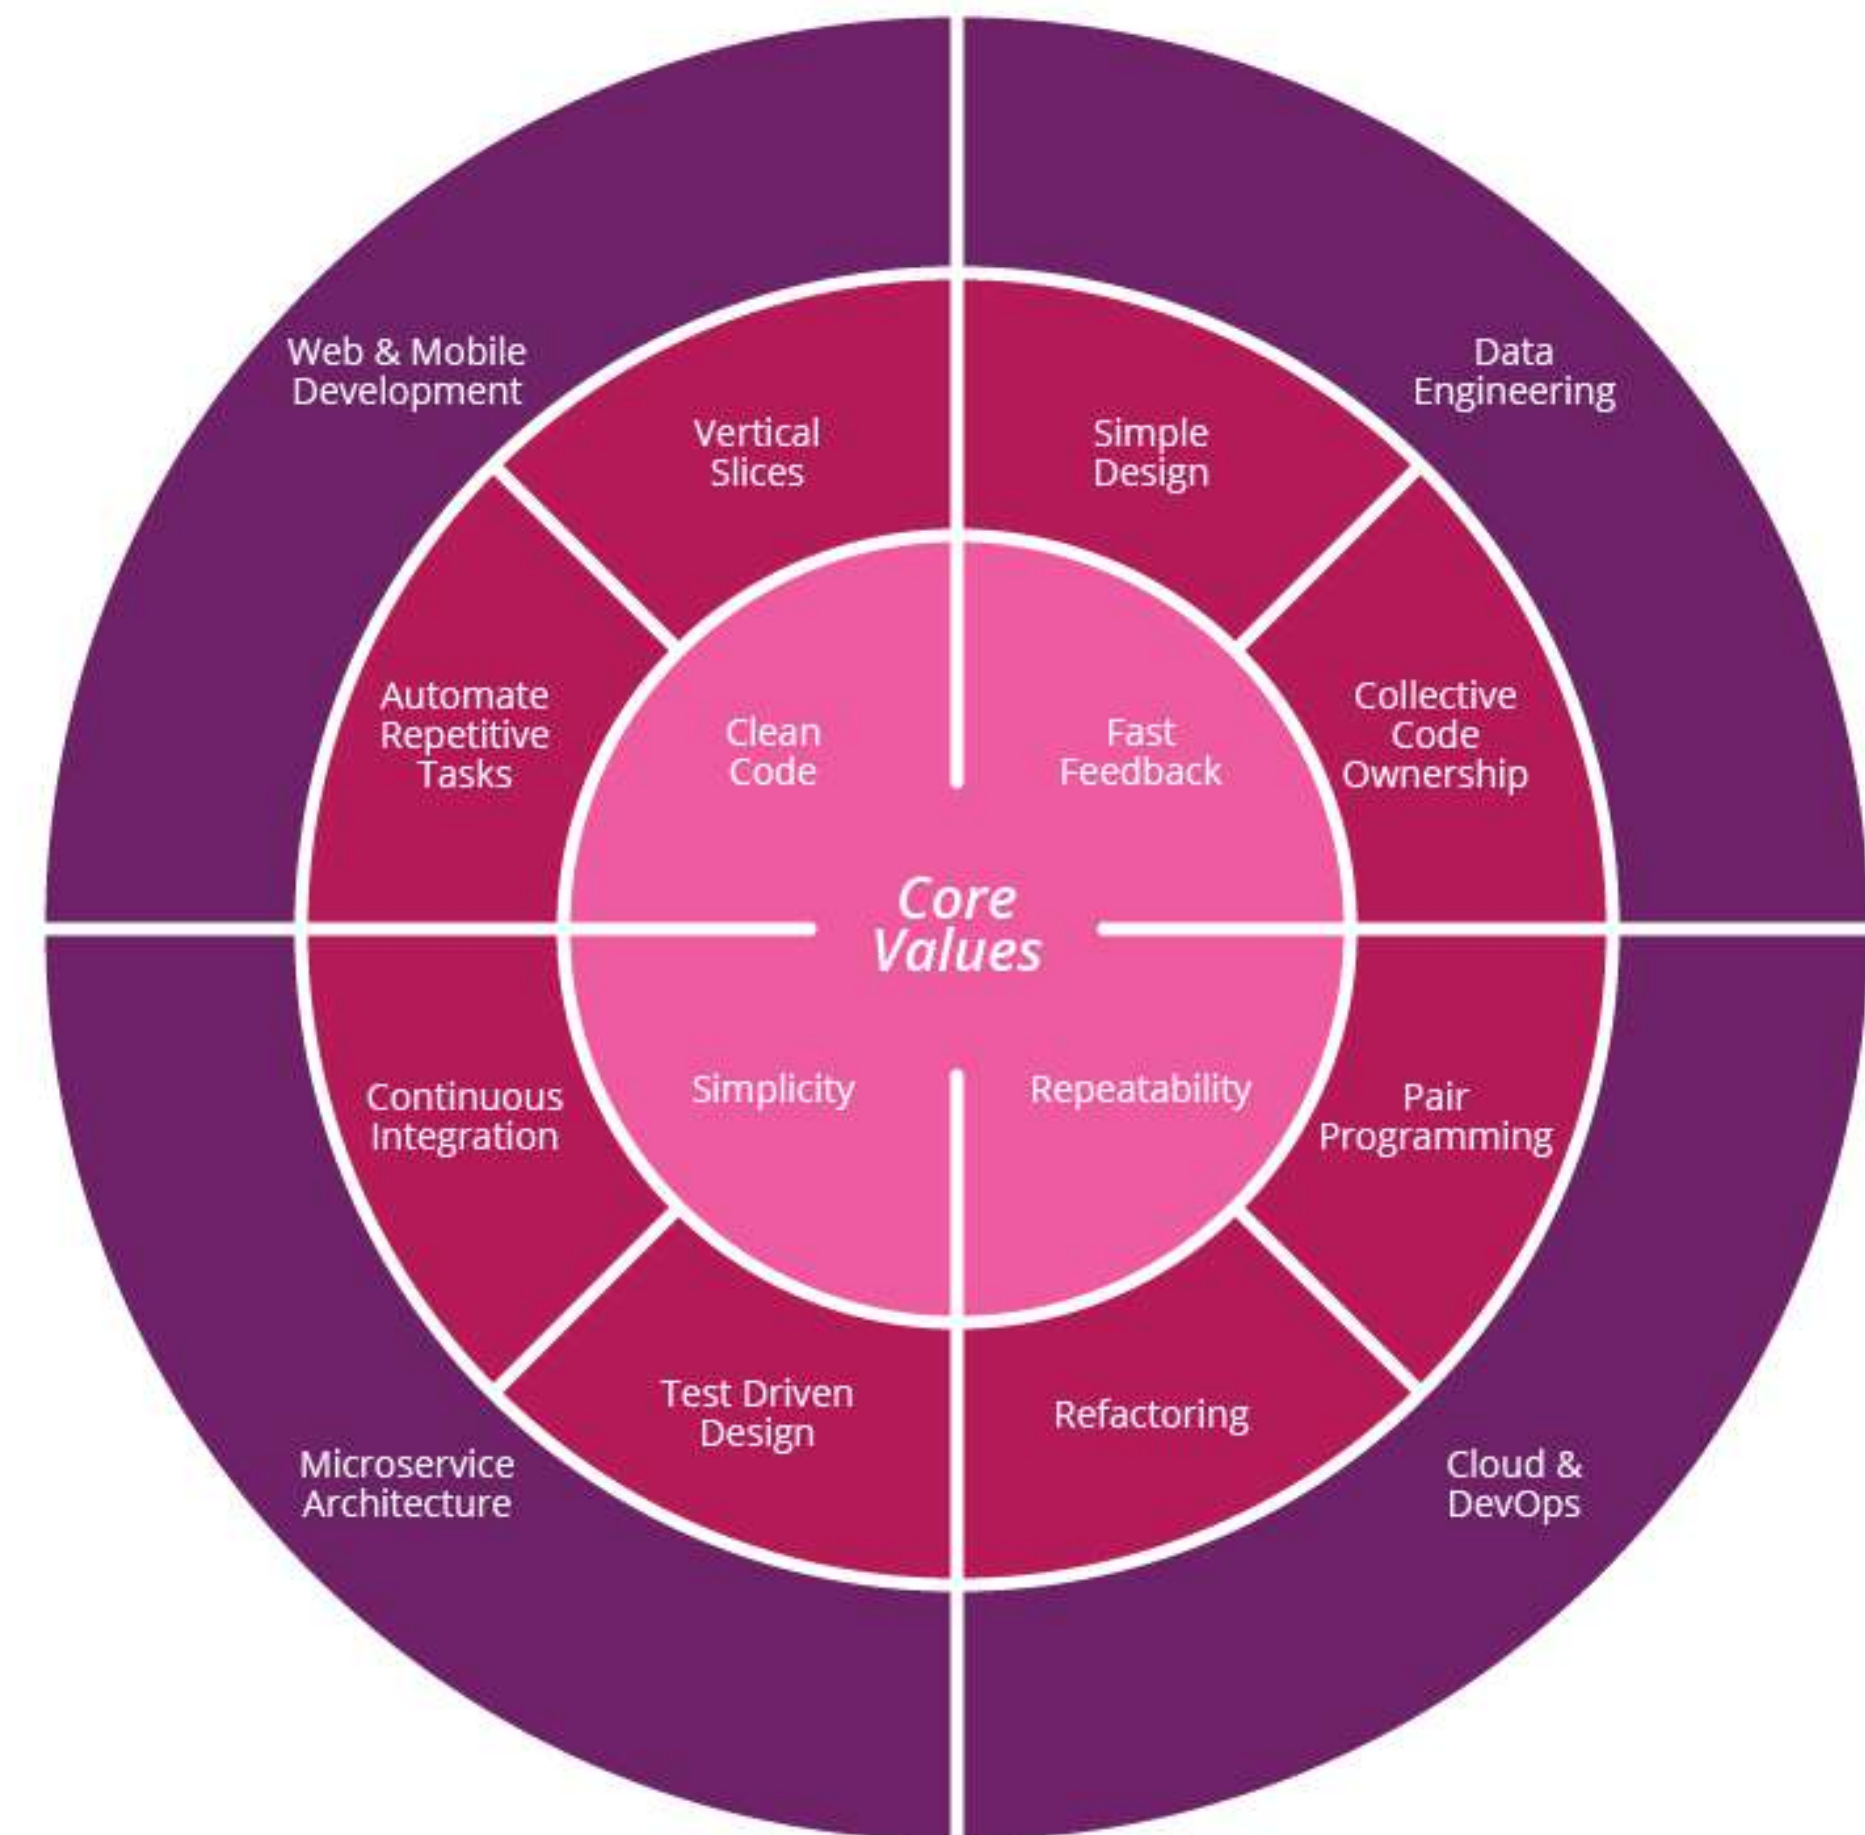 Web & Mobile
Development
Data
Engineering
Vertical
Slices
Simple
Design
Automate
Repetitive
Tasks
Collective
Code
Ownership
Clean
Code
Fast
Feedback
Core
Values
Simplicity
Repeatability
Continuous
Integration
Pair
Programming
Test Driven
Design
Refactoring
Microservice
Architecture
Cloud &
DevOps